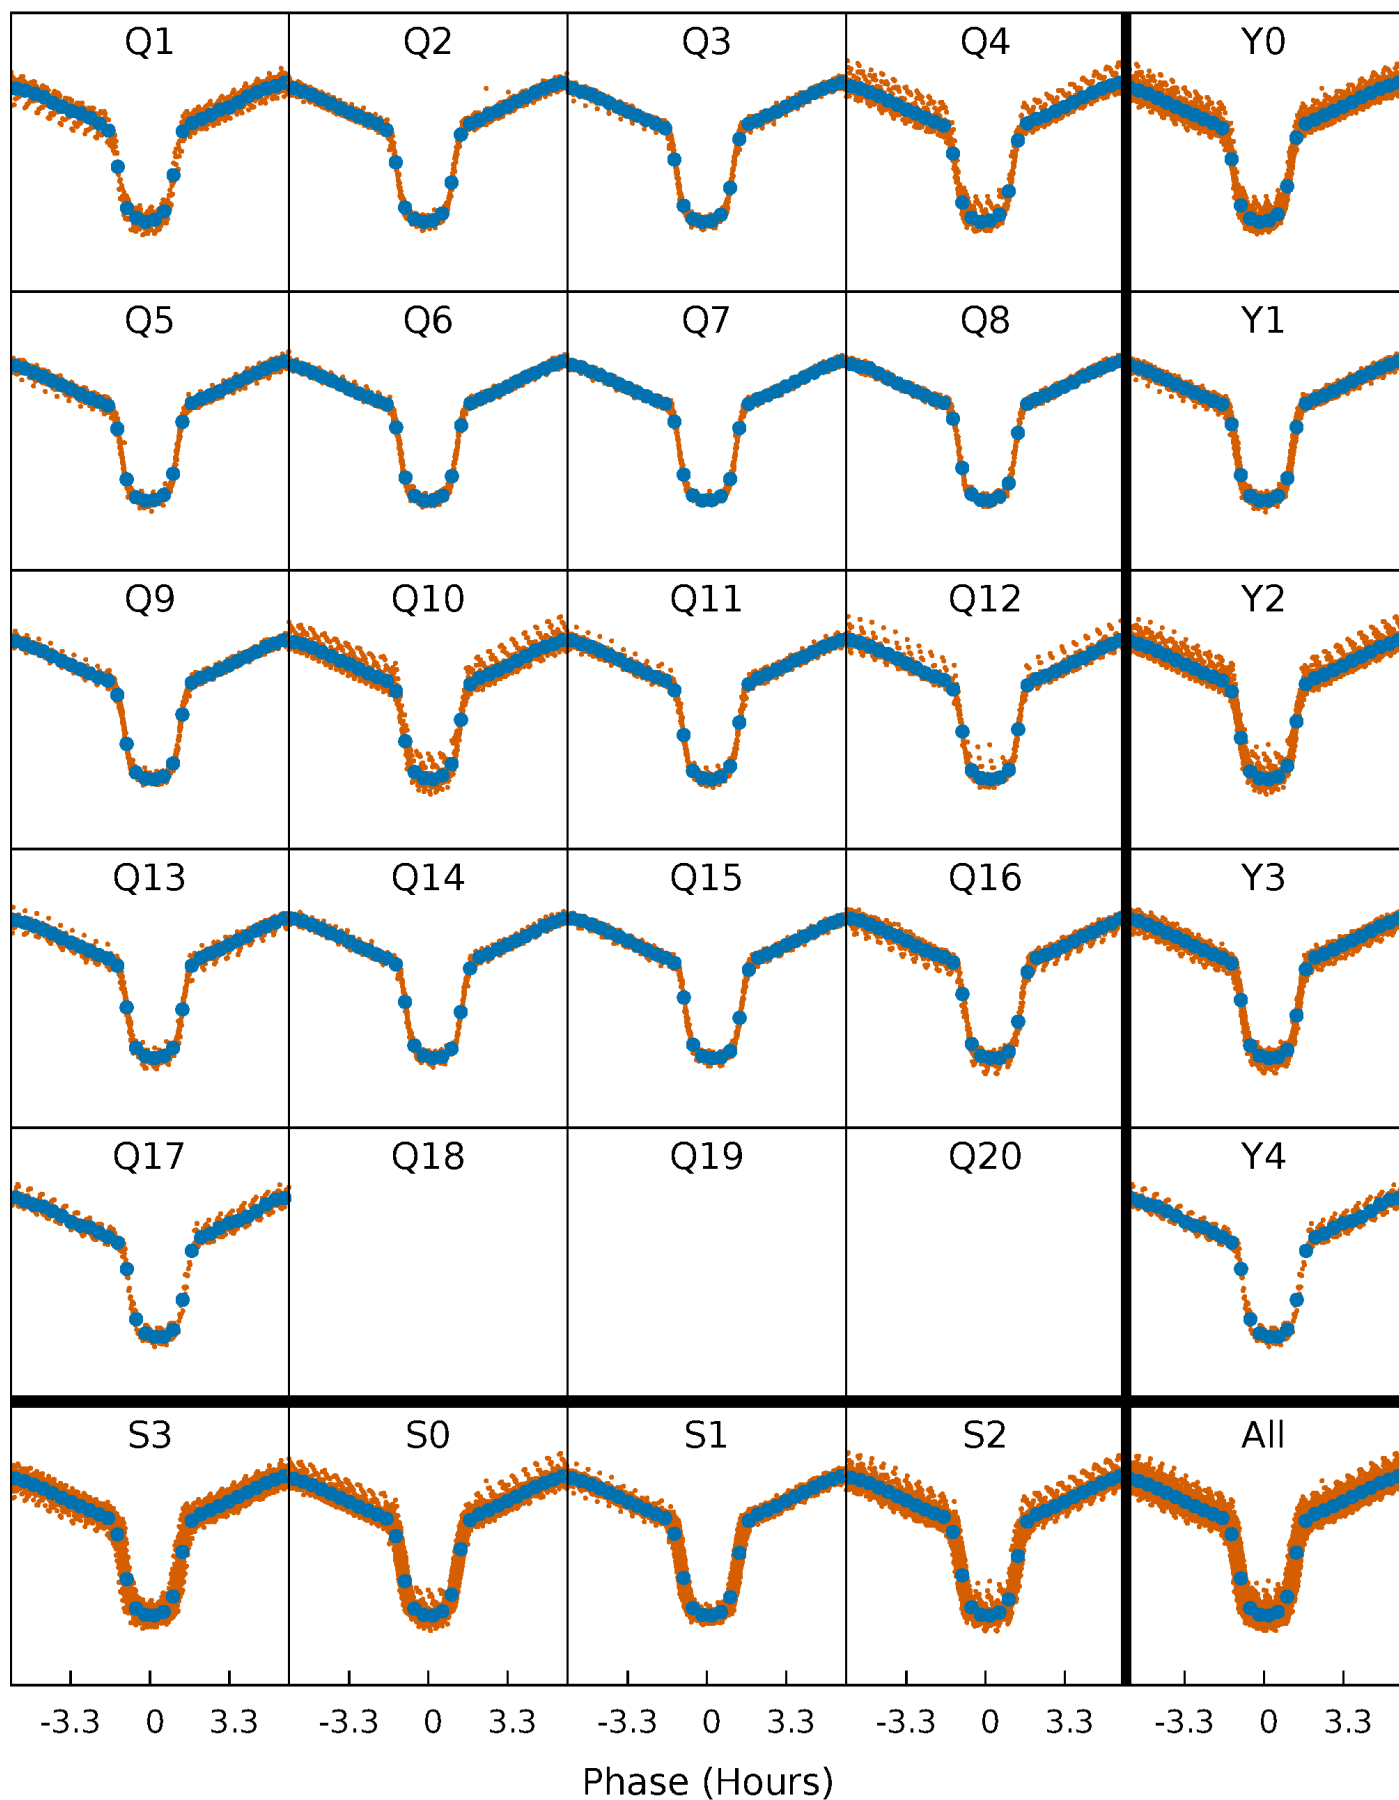 Q1 Q2 Q3 Q4 Y0
Q5 Q6 Q7 Q8 Y1
Q9 Q10 Q11 Q12 Y2
Q13 Q14 Q15 Q16 Y3
Q17 Q18 Q19 Q20 Y4
S3 S0 S1 S2 All
-3.3 0 3.3 -3.3 0 3.3 -3.3 0 3.3 -3.3 0 3.3 -3.3 0 3.3
Phase (Hours)